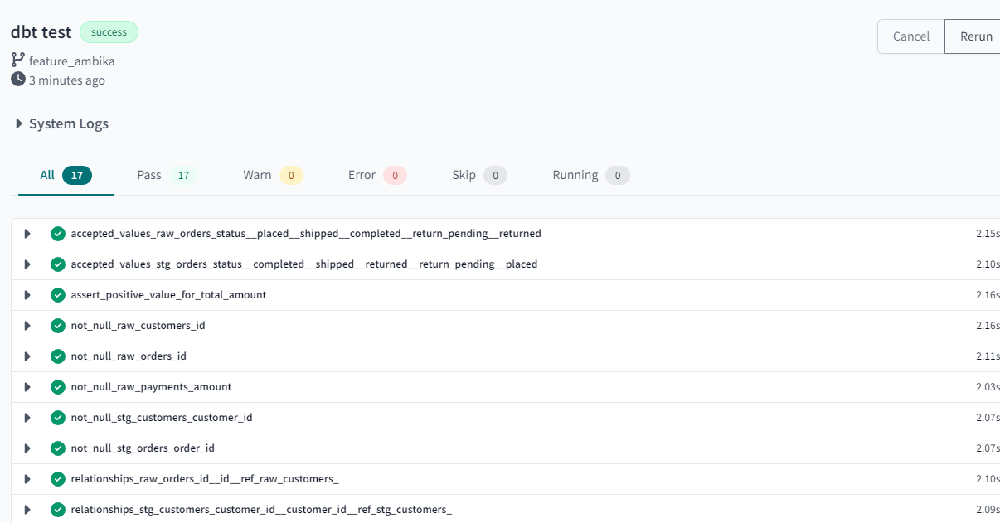 dbt test success
Cancel Rerun
feature_ambika
3 minutes ago
System Logs
All 17 Pass 17 Warn 0 Error 0 Skip 0 Running 0
accepted_values_raw_orders_status__placed__shipped__completed__return_pending__returned 2.15s
accepted_values_stg_orders_status__completed__shipped__returned__return_pending__placed 2.10s
assert_positive_value_for_total_amount 2.16s
not_null_raw_customers_id 2.16s
not_null_raw_orders_id 2.11s
not_null_raw_payments_amount 2.03s
not_null_stg_customers_customer_id 2.07s
not_null_stg_orders_order_id 2.07s
relationships_raw_orders_id__id__ref_raw_customers_ 2.10s
relationships_stg_customers_customer_id__customer_id__ref_stg_customers_ 2.09s